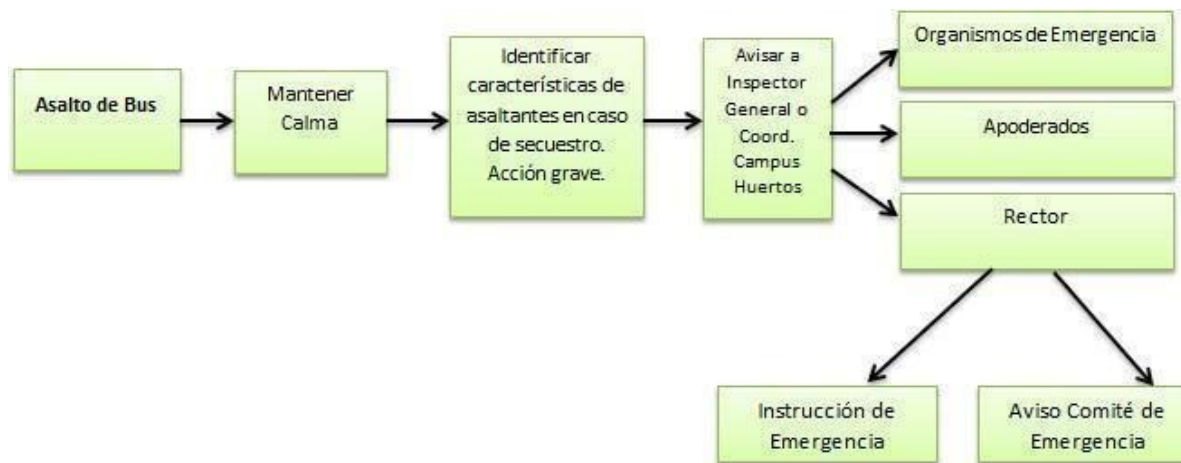 Asalto de Bus
Mantener
Calma
Identificar
características de
asaltantes en caso
de secuestro.
Acción grave.
Avisar a
Inspector
General o
Coord.
Campus
Huertos
Organismos de Emergencia
Apoderados
Rector
Instrucción de
Emergencia
Aviso Comité de
Emergencia